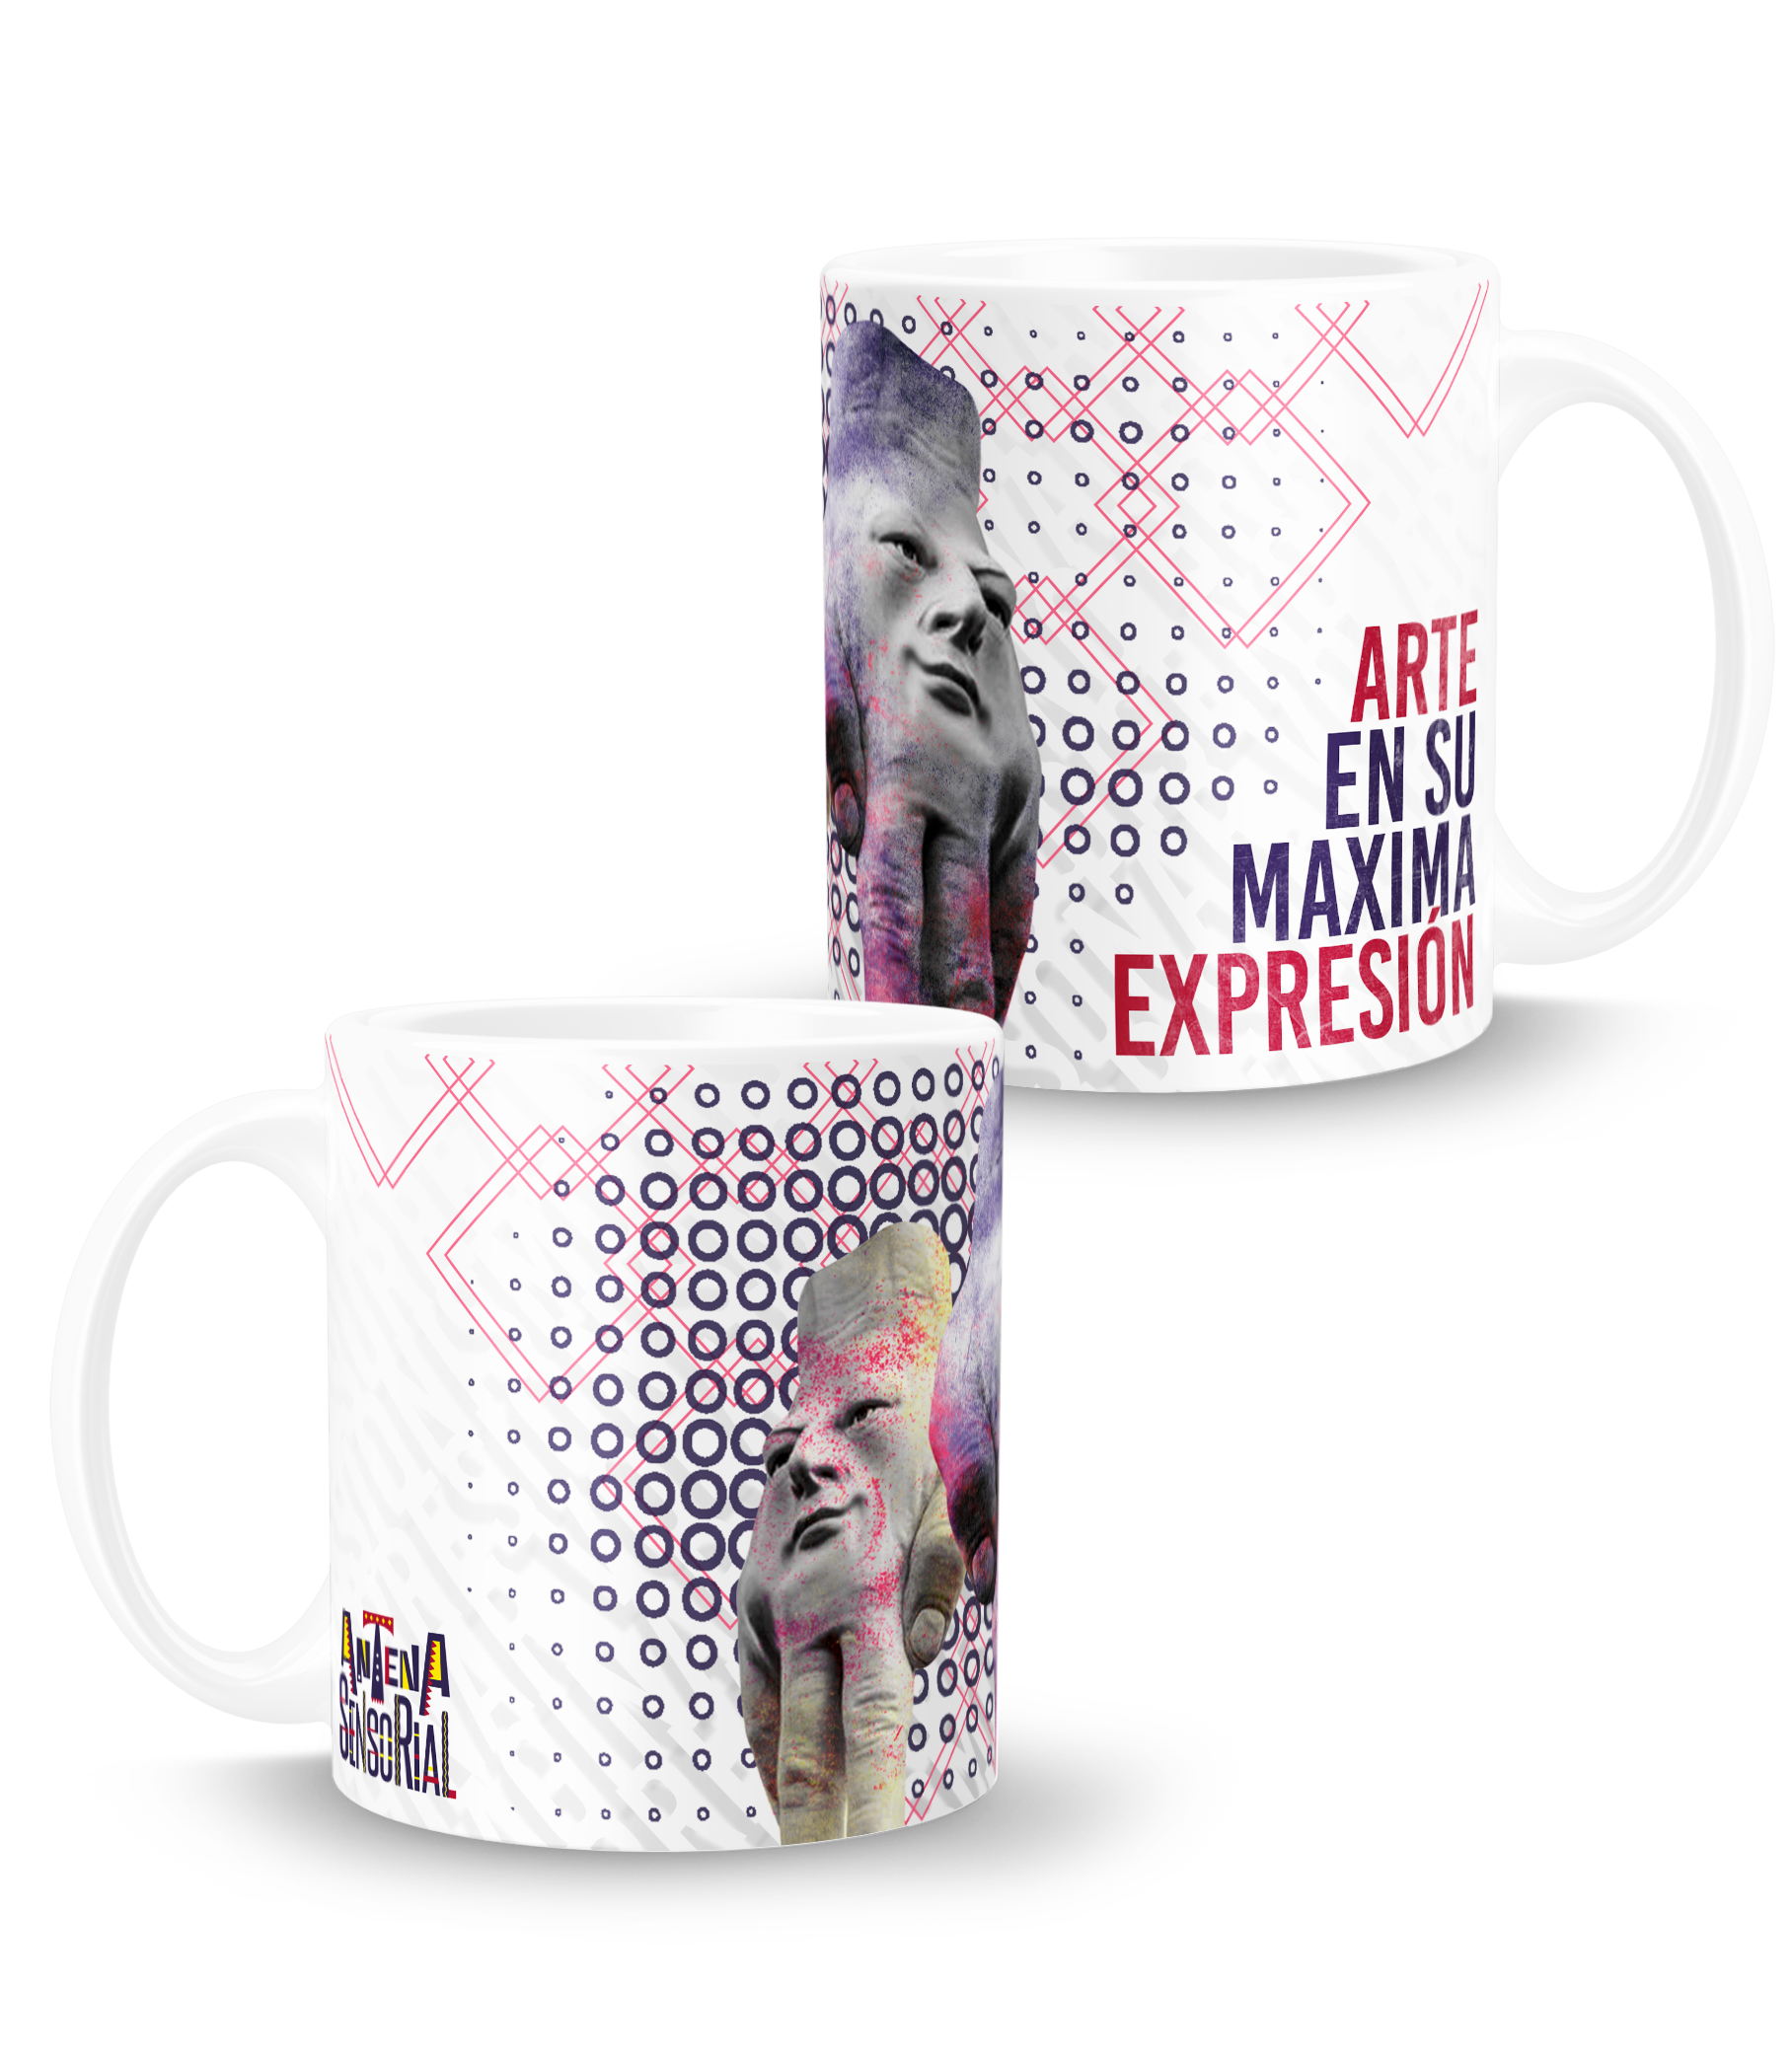 ARTE
EN SU
MAXIMA
EXPRESIÓN
ANTENA
SENSORIAL